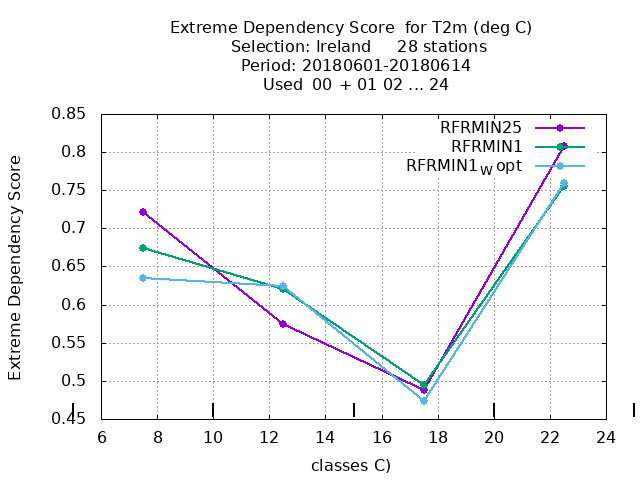 Extreme Dependency Score for T2m (deg C)
Selection: Ireland 28 stations
Period: 20180601-20180614
Used 00 + 01 02 ... 24
RFRMIN25
RFRMIN1
RFRMIN1W opt
Extreme Dependency Score
0.85
0.8
0.75
0.7
0.65
0.6
0.55
0.5
0.45
6 8 10 12 14 16 18 20 22 24
classes C)